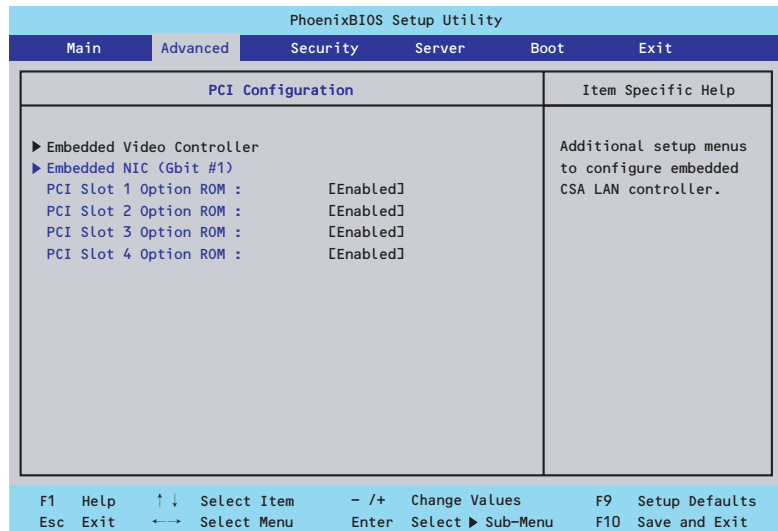 PhoenixBIOS Setup Utility
Main Advanced Security Server Boot Exit
PCI Configuration
Item Specific Help
▶ Embedded Video Controller
▶ Embedded NIC (Gbit #1)
PCI Slot 1 Option ROM : [Enabled]
PCI Slot 2 Option ROM : [Enabled]
PCI Slot 3 Option ROM : [Enabled]
PCI Slot 4 Option ROM : [Enabled]
Additional setup menus
to configure embedded
CSA LAN controller.
F1 Help ↑↓ Select Item - /+ Change Values F9 Setup Defaults
Esc Exit ←→ Select Menu Enter Select ▶ Sub-Menu F10 Save and Exit